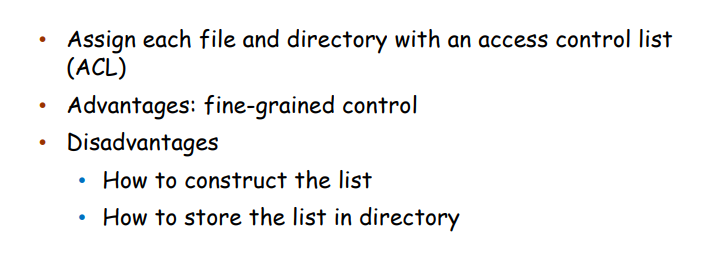 • Assign each file and directory with an access control list
(ACL)
• Advantages: fine-grained control
• Disadvantages
• How to construct the list
• How to store the list in directory